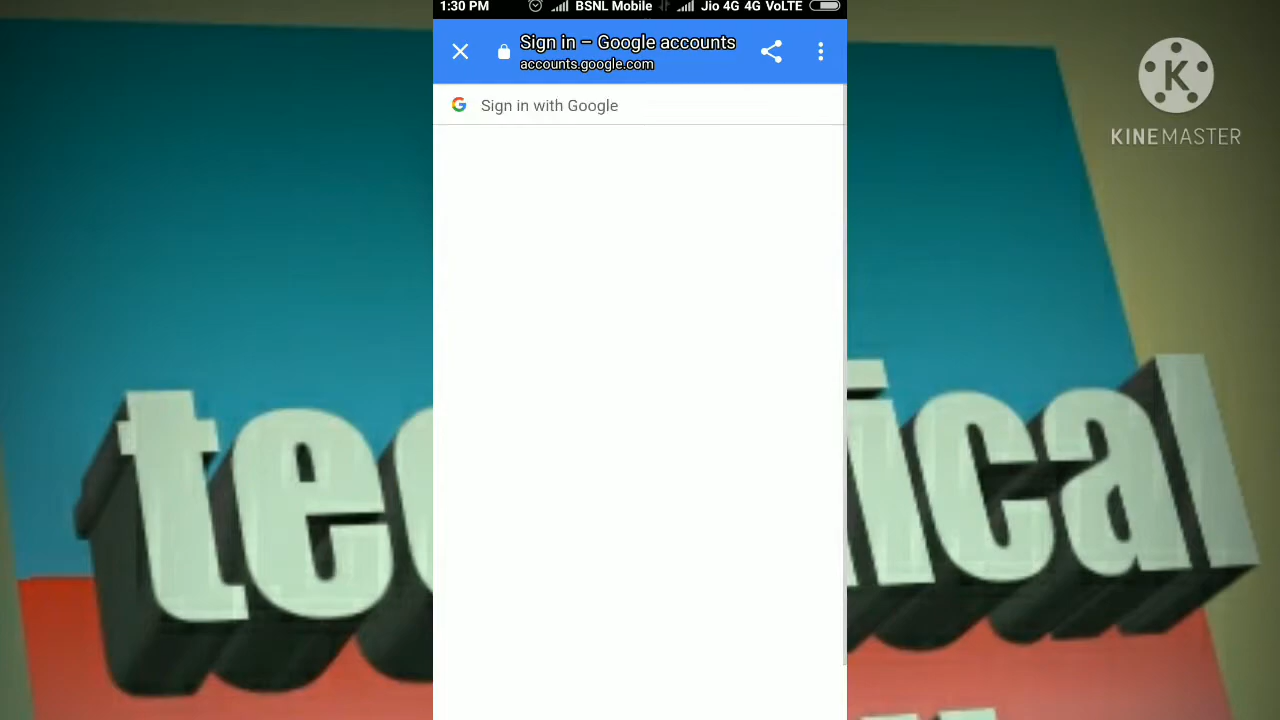 1:30 PM BSNL Mobile Jio 4G 4G VoLTE
Sign in – Google accounts
accounts.google.com
Sign in with Google
K
KINEMASTER
tec
ical